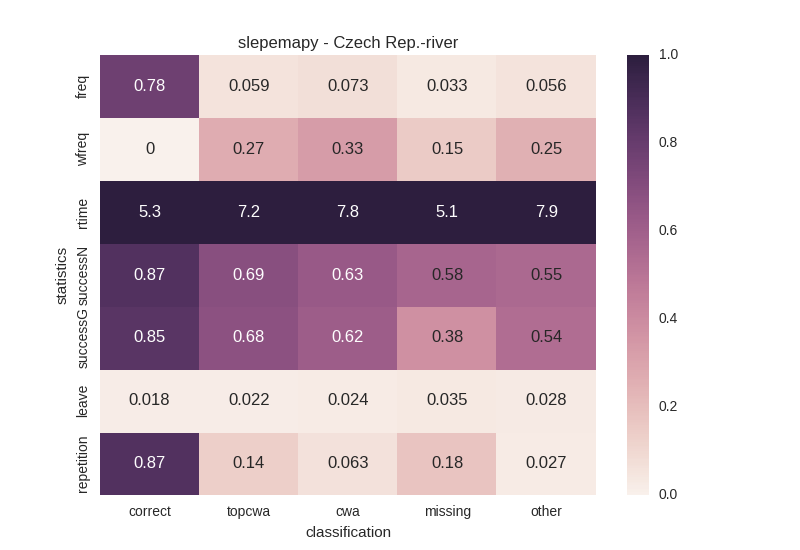 slepemapy - Czech Rep.-river
freq 0.78 0.059 0.073 0.033 0.056
wfreq 0 0.27 0.33 0.15 0.25
rtime 5.3 7.2 7.8 5.1 7.9
successN 0.87 0.69 0.63 0.58 0.55
successG 0.85 0.68 0.62 0.38 0.54
leave 0.018 0.022 0.024 0.035 0.028
repetition 0.87 0.14 0.063 0.18 0.027
statistics
correct topcwa cwa missing other
classification
1.0
0.8
0.6
0.4
0.2
0.0